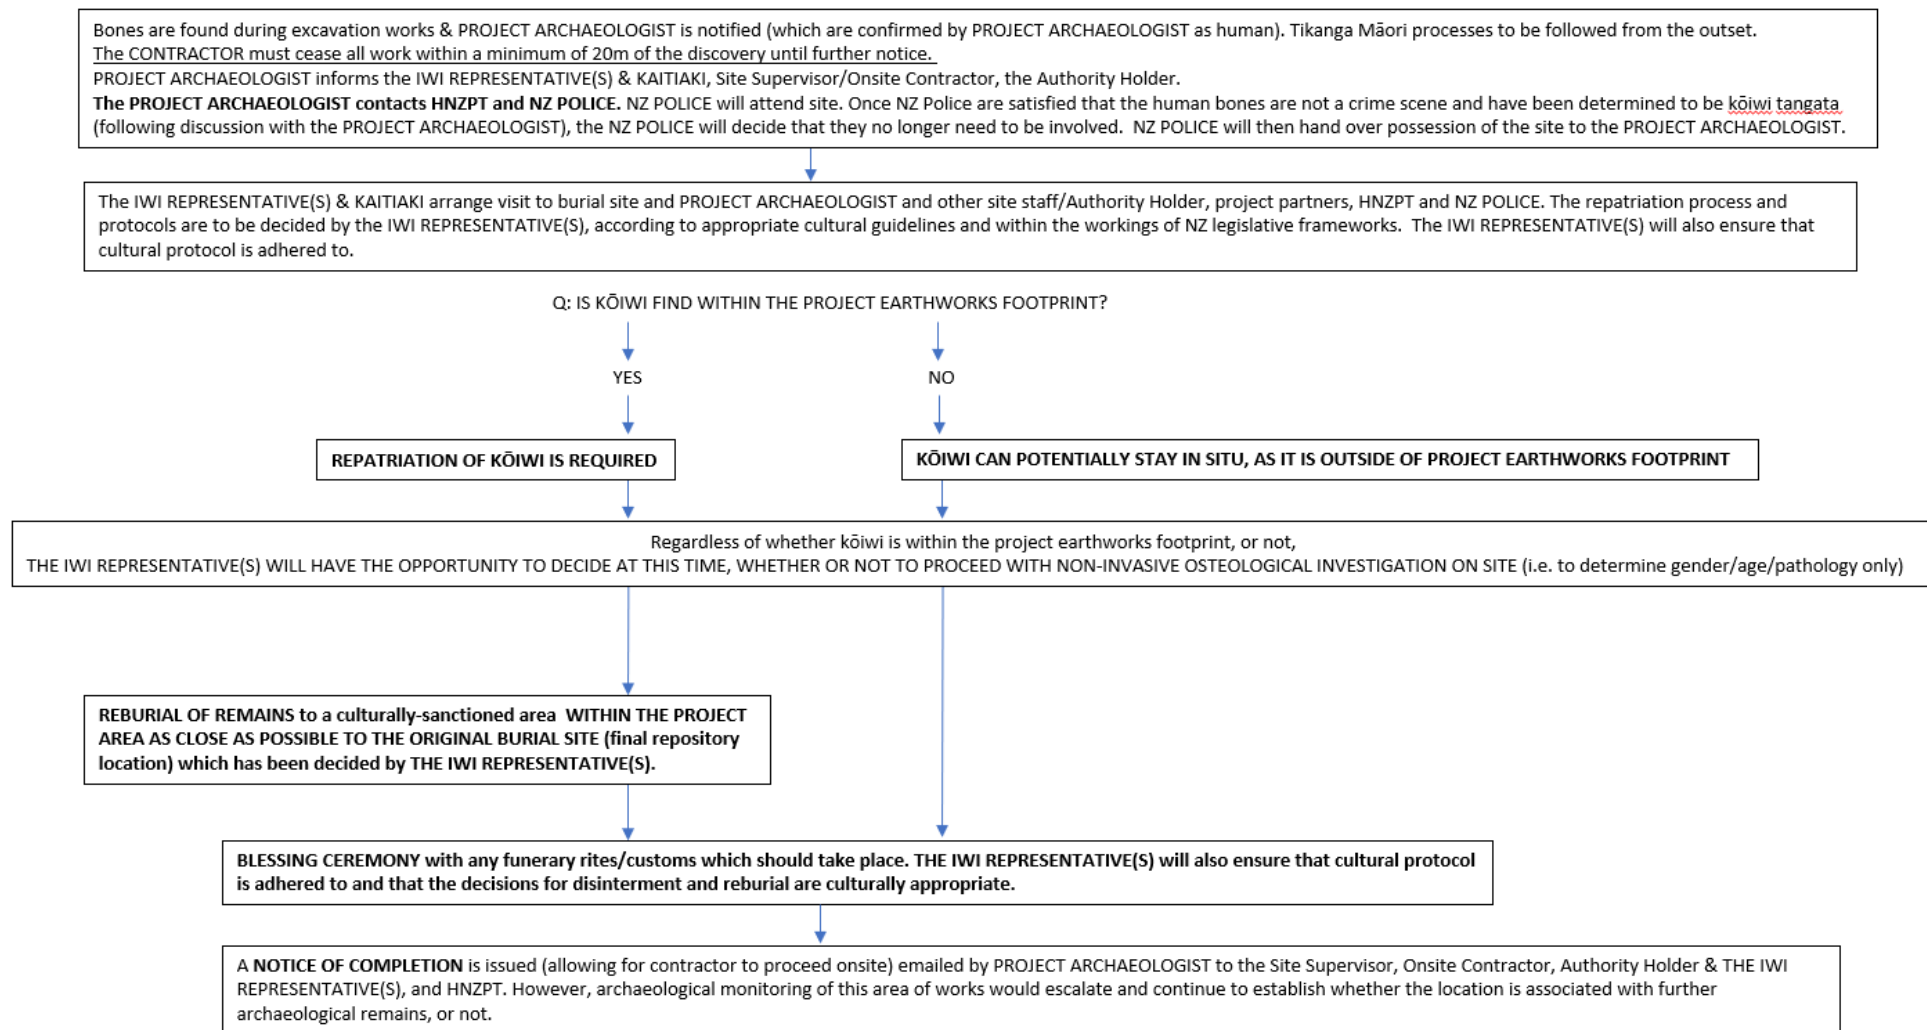 Bones are found during excavation works & PROJECT ARCHAEOLOGIST is notified (which are confirmed by PROJECT ARCHAEOLOGIST as human). Tikanga Māori processes to be followed from the outset.
The CONTRACTOR must cease all work within a minimum of 20m of the discovery until further notice.
PROJECT ARCHAEOLOGIST informs the IWI REPRESENTATIVE(S) & KAITIAKI, Site Supervisor/Onsite Contractor, the Authority Holder.
The PROJECT ARCHAEOLOGIST contacts HNZPT and NZ POLICE. NZ POLICE will attend site. Once NZ Police are satisfied that the human bones are not a crime scene and have been determined to be kōiwi tangata
(following discussion with the PROJECT ARCHAEOLOGIST), the NZ POLICE will decide that they no longer need to be involved.  NZ POLICE will then hand over possession of the site to the PROJECT ARCHAEOLOGIST.
The IWI REPRESENTATIVE(S) & KAITIAKI arrange visit to burial site and PROJECT ARCHAEOLOGIST and other site staff/Authority Holder, project partners, HNZPT and NZ POLICE. The repatriation process and
protocols are to be decided by the IWI REPRESENTATIVE(S), according to appropriate cultural guidelines and within the workings of NZ legislative frameworks.  The IWI REPRESENTATIVE(S) will also ensure that
cultural protocol is adhered to.
Q: IS KŌIWI FIND WITHIN THE PROJECT EARTHWORKS FOOTPRINT?
YES
NO
REPATRIATION OF KŌIWI IS REQUIRED
KŌIWI CAN POTENTIALLY STAY IN SITU, AS IT IS OUTSIDE OF PROJECT EARTHWORKS FOOTPRINT
Regardless of whether kōiwi is within the project earthworks footprint, or not,
THE IWI REPRESENTATIVE(S) WILL HAVE THE OPPORTUNITY TO DECIDE AT THIS TIME, WHETHER OR NOT TO PROCEED WITH NON-INVASIVE OSTEOLOGICAL INVESTIGATION ON SITE (i.e. to determine gender/age/pathology only)
REBURIAL OF REMAINS to a culturally-sanctioned area  WITHIN THE PROJECT
AREA AS CLOSE AS POSSIBLE TO THE ORIGINAL BURIAL SITE (final repository
location) which has been decided by THE IWI REPRESENTATIVE(S).
BLESSING CEREMONY with any funerary rites/customs which should take place. THE IWI REPRESENTATIVE(S) will also ensure that cultural protocol
is adhered to and that the decisions for disinterment and reburial are culturally appropriate.
A NOTICE OF COMPLETION is issued (allowing for contractor to proceed onsite) emailed by PROJECT ARCHAEOLOGIST to the Site Supervisor, Onsite Contractor, Authority Holder & THE IWI
REPRESENTATIVE(S), and HNZPT. However, archaeological monitoring of this area of works would escalate and continue to establish whether the location is associated with further
archaeological remains, or not.